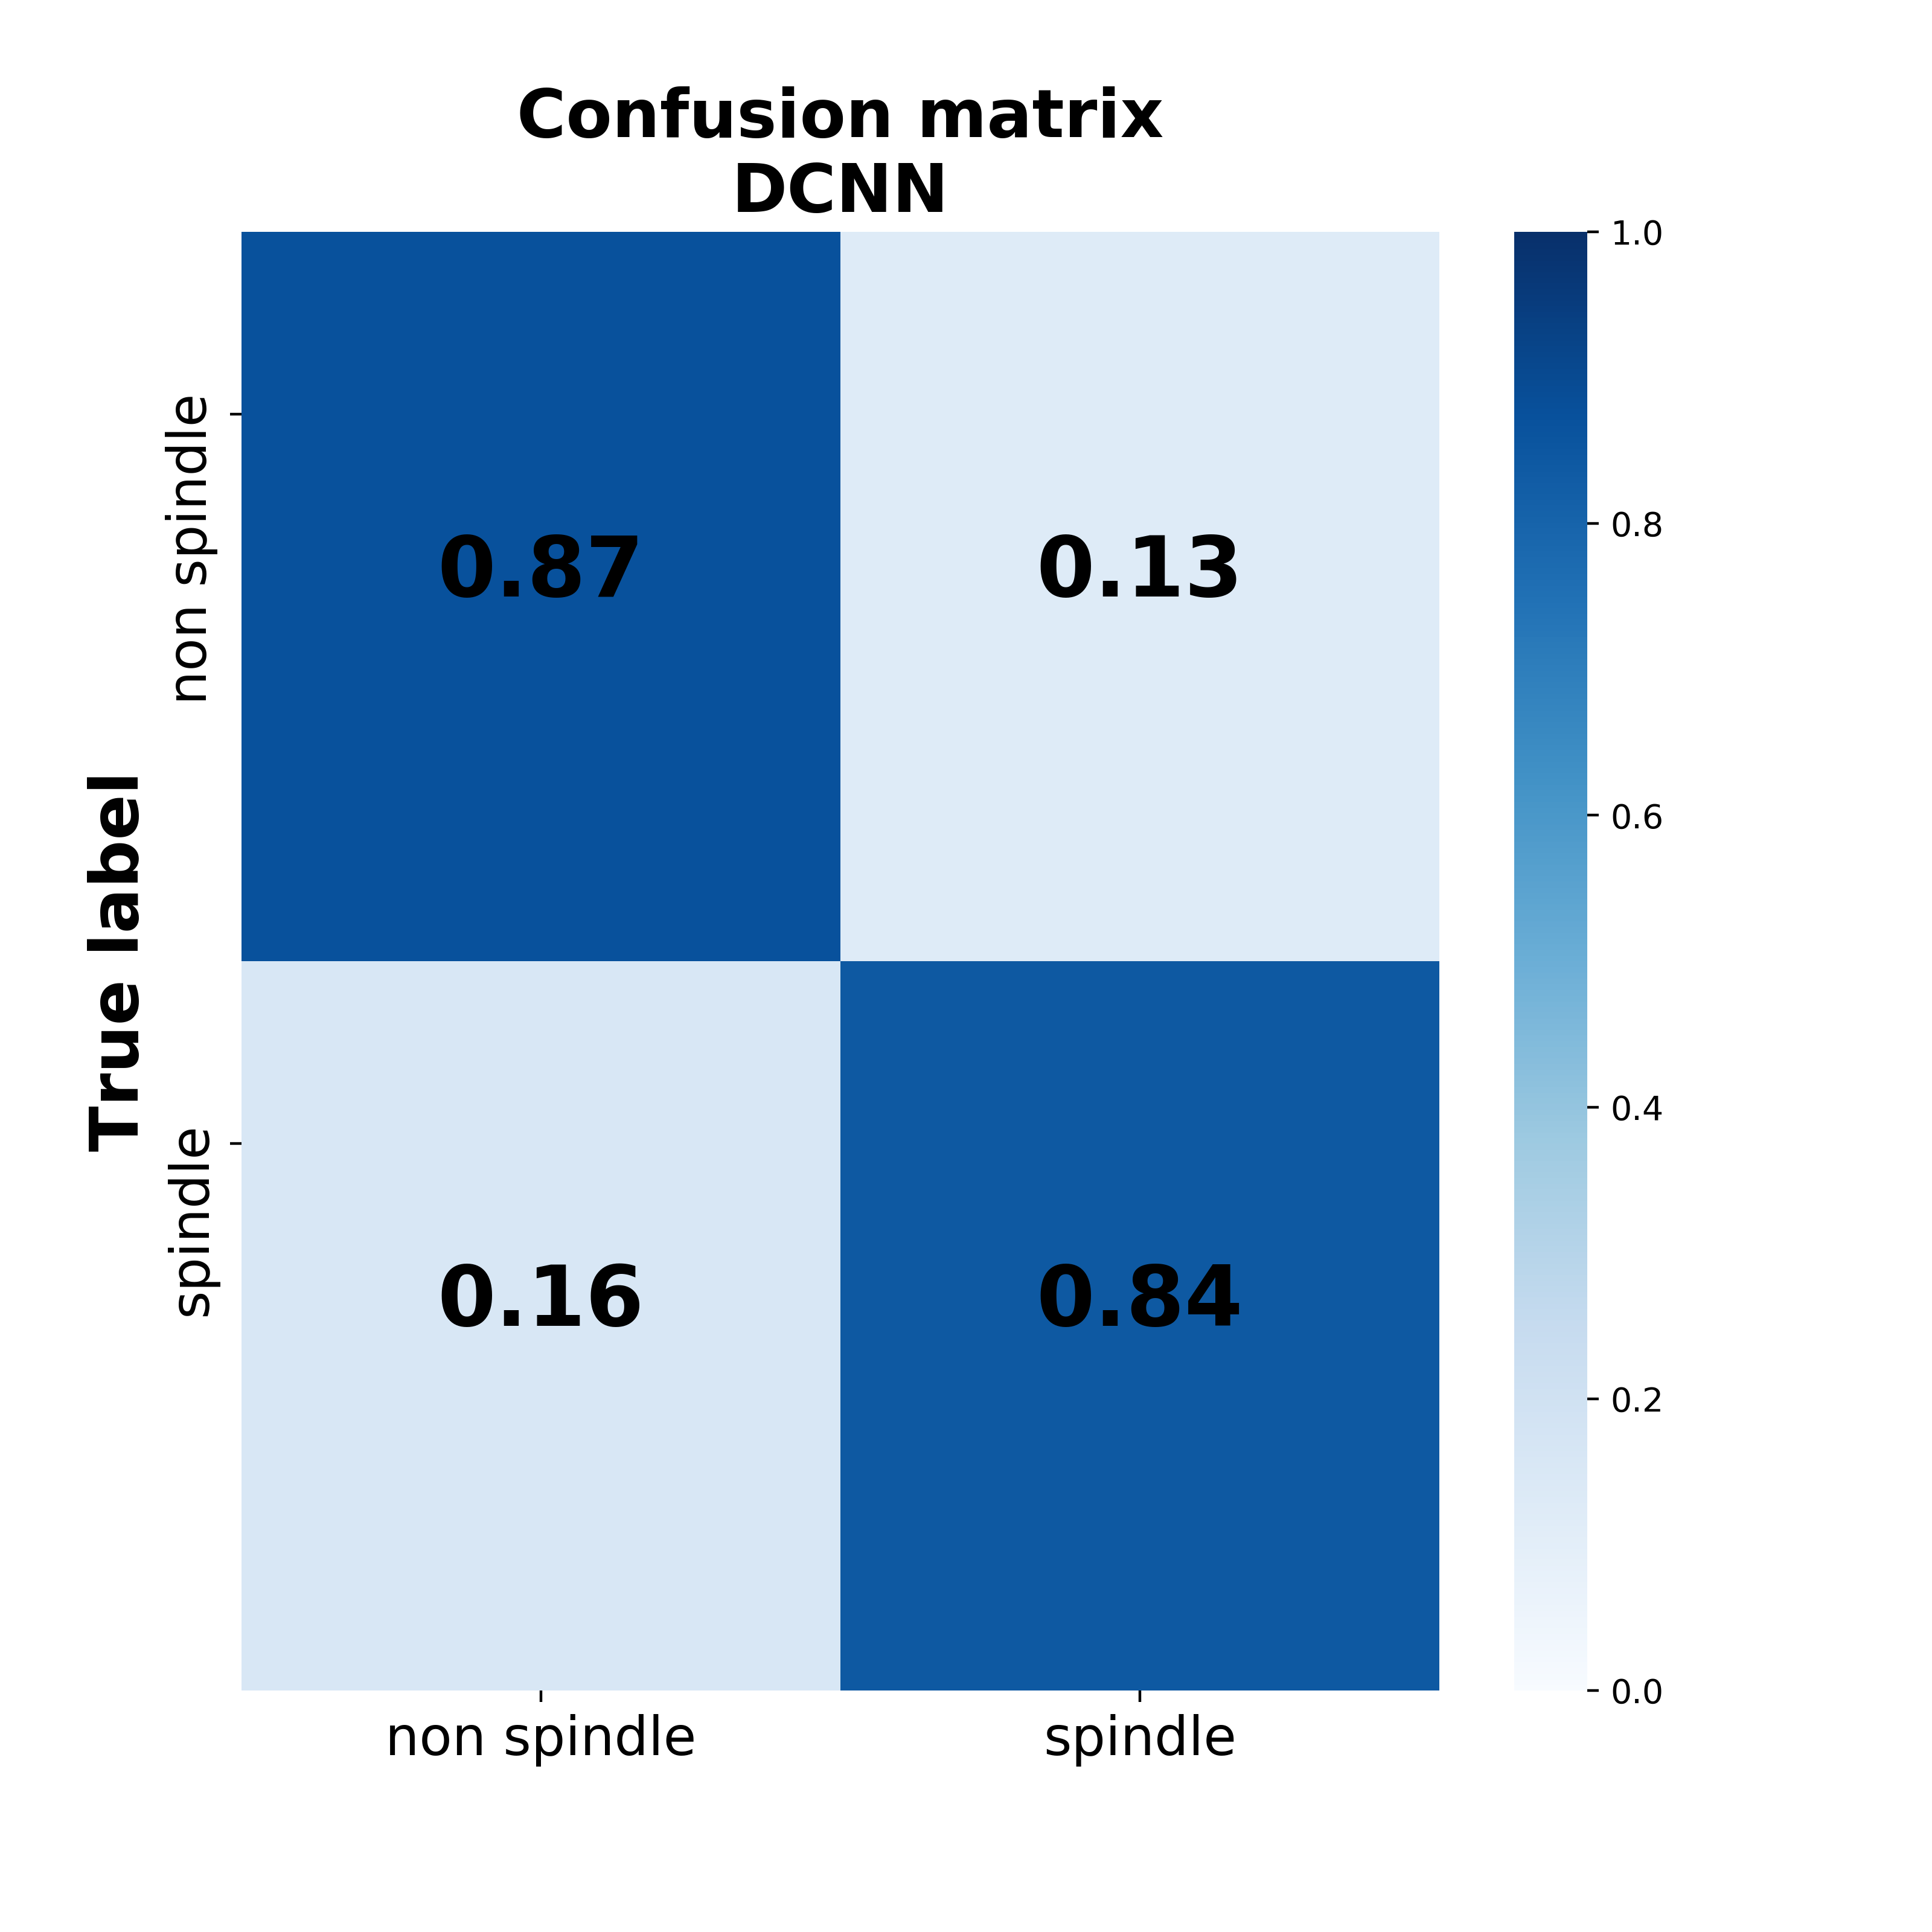 Confusion matrix
DCNN
True label
non spindle
spindle
0.87
0.13
0.16
0.84
non spindle
spindle
1.0
0.8
0.6
0.4
0.2
0.0